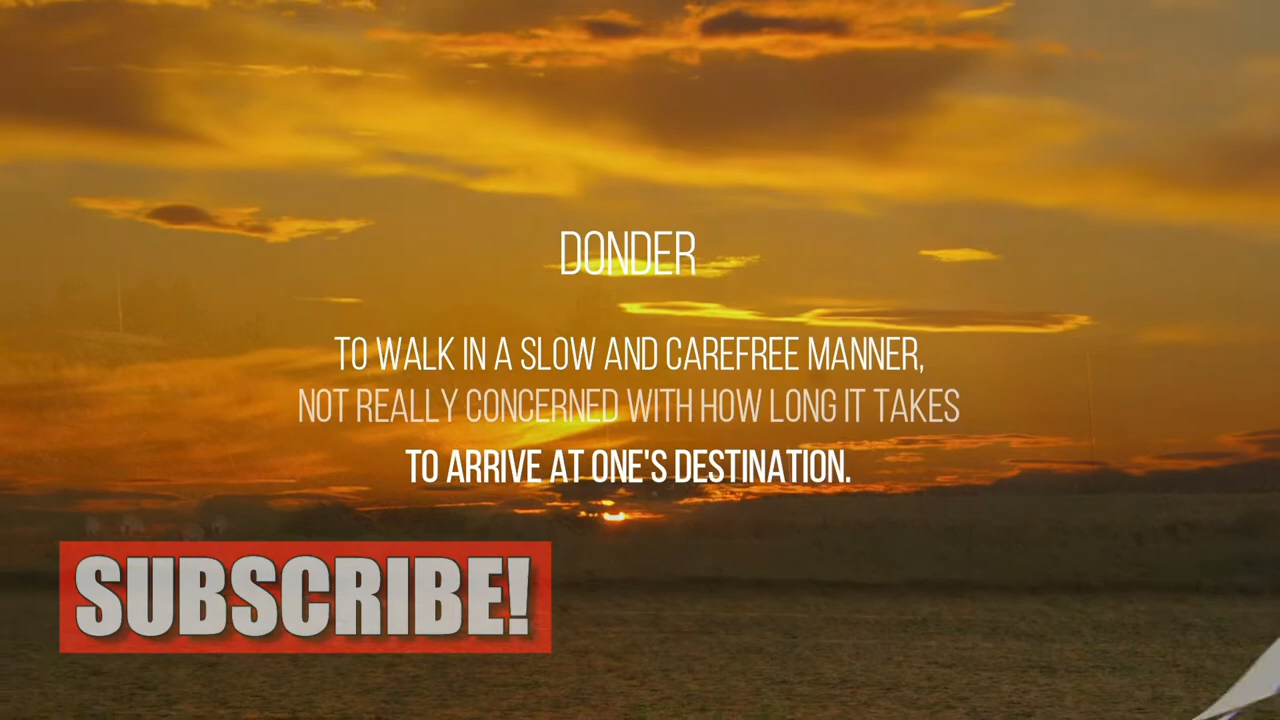 DONDER
TO WALK IN A SLOW AND CAREFREE MANNER,
NOT REALLY CONCERNED WITH HOW LONG IT TAKES
TO ARRIVE AT ONE'S DESTINATION.
SUBSCRIBE!